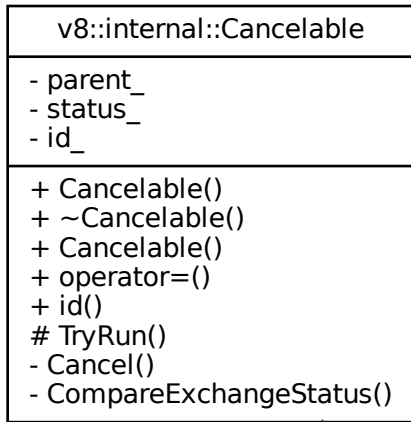 v8::internal::Cancelable
- parent_
- status_
- id_
+ Cancelable()
+ ~Cancelable()
+ Cancelable()
+ operator=()
+ id()
# TryRun()
- Cancel()
- CompareExchangeStatus()